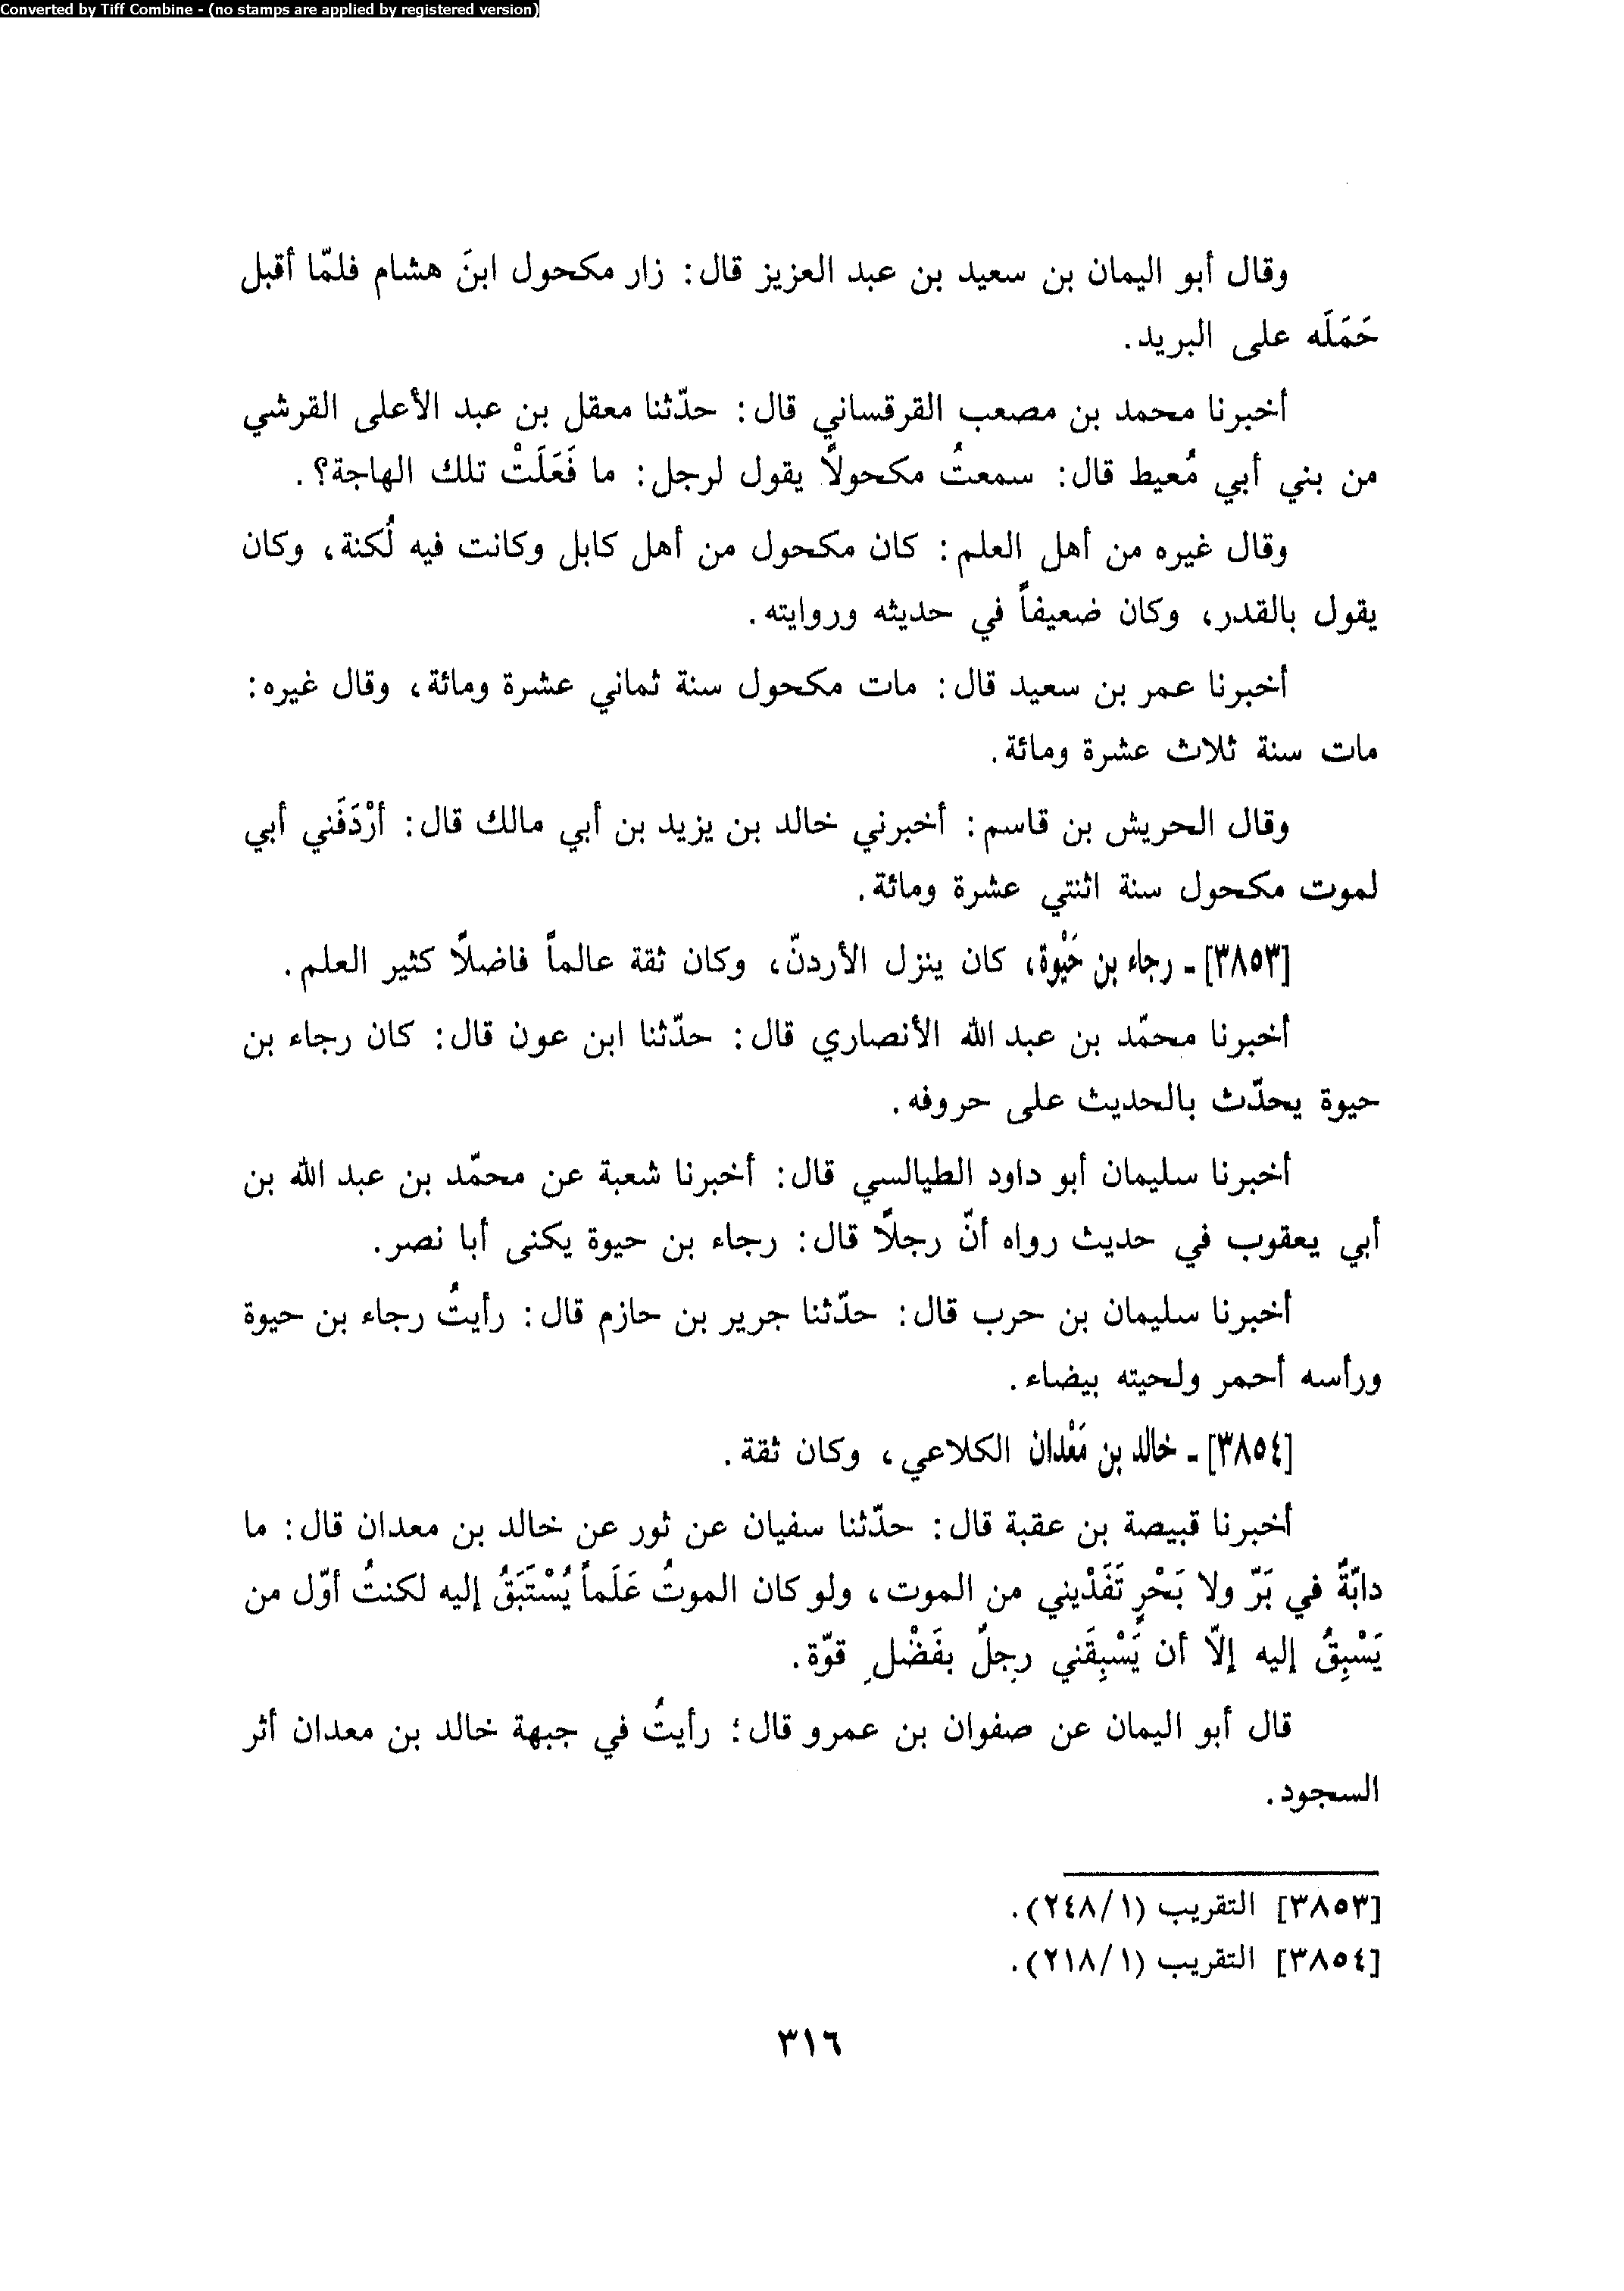 Converted by Tiff Combine - (no stamps are applied by registered version)
وقال أبو اليمان بن سعيد بن عبد العزيز قال: زار مكحول ابنَ هشام فلمّا أقبل
حَمَلَه على البريد.
أخبرنا محمد بن مصعب القرقساني قال: حدّثنا معقل بن عبد الأعلى القرشي
من بني أبي مُعيط قال: سمعتُ مكحولاً يقول لرجل: ما فَعَلَتْ تلك الهاجة؟.
وقال غيره من أهل العلم: كان مكحول من أهل كابل وكانت فيه لُكنة، وكان
يقول بالقدر، وكان ضعيفاً في حديثه وروايته.
أخبرنا عمر بن سعيد قال: مات مكحول سنة ثماني عشرة ومائة، وقال غيره:
مات سنة ثلاث عشرة ومائة.
وقال الحريش بن قاسم: أخبرني خالد بن يزيد بن أبي مالك قال: أرْدَفَني أبي
لموت مكحول سنة اثنتي عشرة ومائة.
[٣٨٥٣] ـ رجاء بن حَيْوة، كان ينزل الأردنّ، وكان ثقة عالماً فاضلاً كثير العلم.
أخبرنا محمّد بن عبد الله الأنصاري قال: حدّثنا ابن عون قال: كان رجاء بن
حيوة يحدّث بالحديث على حروفه.
أخبرنا سليمان أبو داود الطيالسي قال: أخبرنا شعبة عن محمّد بن عبد الله بن
أبي يعقوب في حديث رواه أنّ رجلاً قال: رجاء بن حيوة يكنى أبا نصر.
أخبرنا سليمان بن حرب قال: حدّثنا جرير بن حازم قال: رأيتُ رجاء بن حيوة
ورأسه أحمر ولحيته بيضاء.
[٣٨٥٤] ـ خالد بن مَعْدان الكلاعي، وكان ثقة.
أخبرنا قبيصة بن عقبة قال: حدّثنا سفيان عن ثور عن خالد بن معدان قال: ما
دابّةٌ في بَرّ ولا بَحْرٍ تَفَدْيني من الموت، ولو كان الموتُ عَلَماً يُسْتَبَقُ إليه لكنتُ أوّل من
يَسْبِقُ إليه إلاّ أن يَسْبِقَني رجلٌ بفَضْلِ قوّة.
قال أبو اليمان عن صفوان بن عمرو قال؛ رأيتُ في جبهة خالد بن معدان أثر
السجود.
[٣٨٥٣] التقريب (٢٤٨/١).
[٣٨٥٤] التقريب (٢١٨/١).
٣١٦